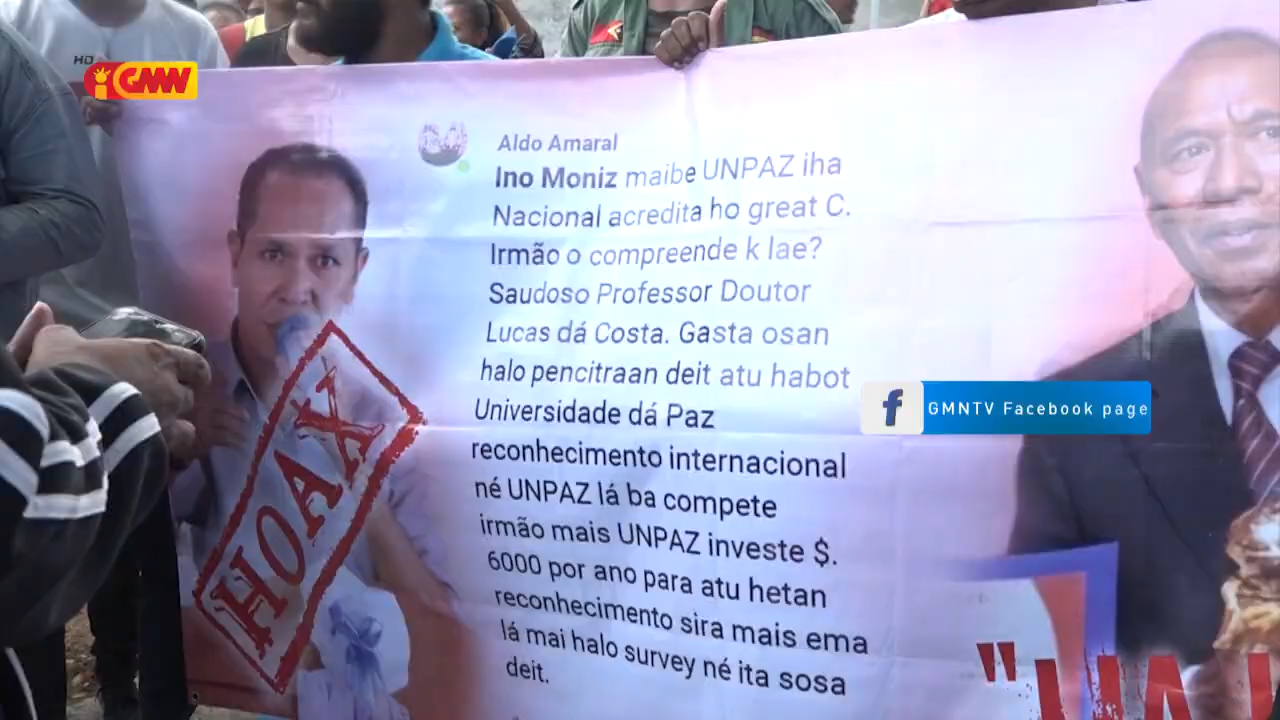 HD
GMN
Aldo Amaral
Ino Moniz maibe UNPAZ iha
Nacional acredita ho great C.
Irmão o compreende k lae?
Saudoso Professor Doutor
Lucas dá Costa. Gasta osan
halo pencitraan deit atu habot
Universidade dá Paz
reconhecimento internacional
né UNPAZ lá ba compete
irmão mais UNPAZ investe $.
6000 por ano para atu hetan
reconhecimento sira mais ema
lá mai halo survey né ita sosa
deit.
HOAX
f
GMNTV Facebook page